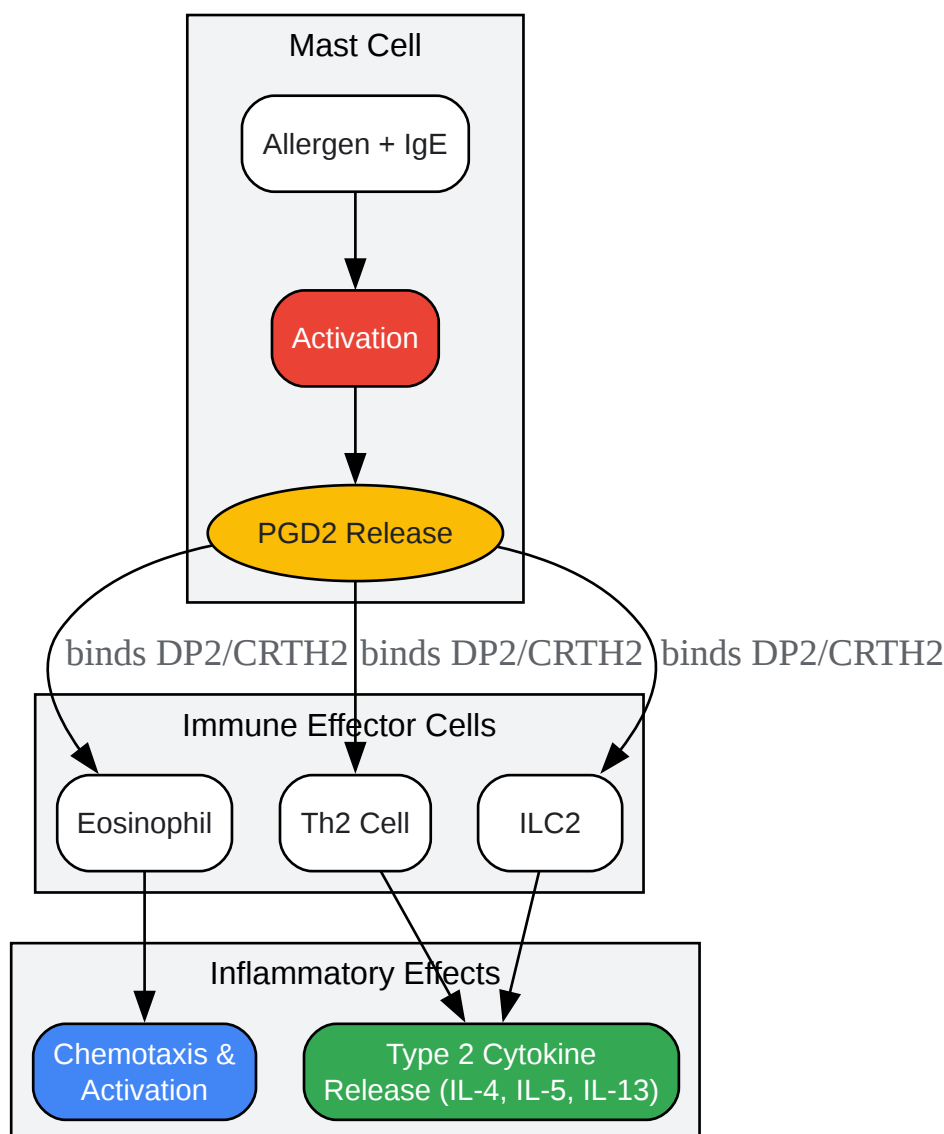 Mast Cell
Allergen + IgE
Activation
PGD2 Release
binds DP2/CRTH2
binds DP2/CRTH2
binds DP2/CRTH2
Immune Effector Cells
Eosinophil
Th2 Cell
ILC2
Inflammatory Effects
Chemotaxis &
Activation
Type 2 Cytokine
Release (IL-4, IL-5, IL-13)